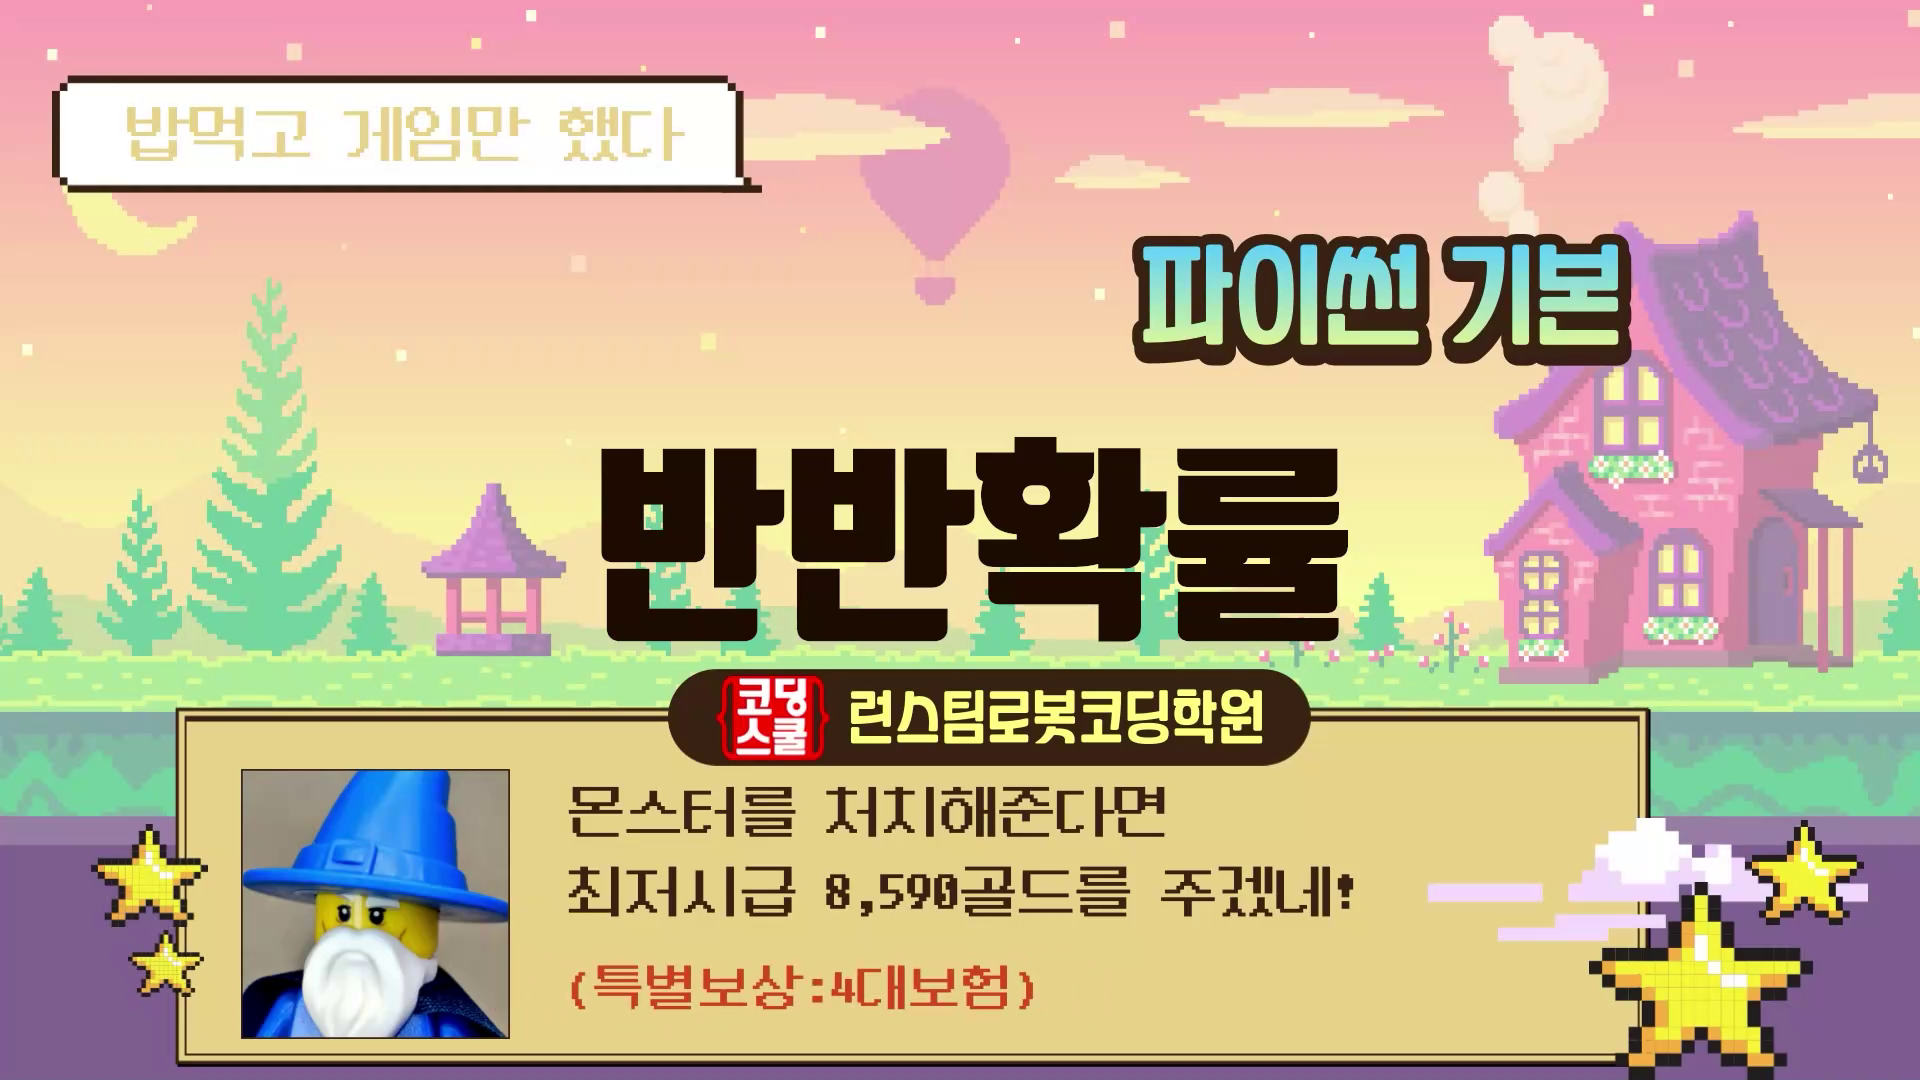 밥먹고 게임만 했다
파이썬 기본
반반확률
코딩
스쿨
런스팀로봇코딩학원
몬스터를 처치해준다면
최저시급 8,590골드를 주겠네!
(특별보상:4대보험)